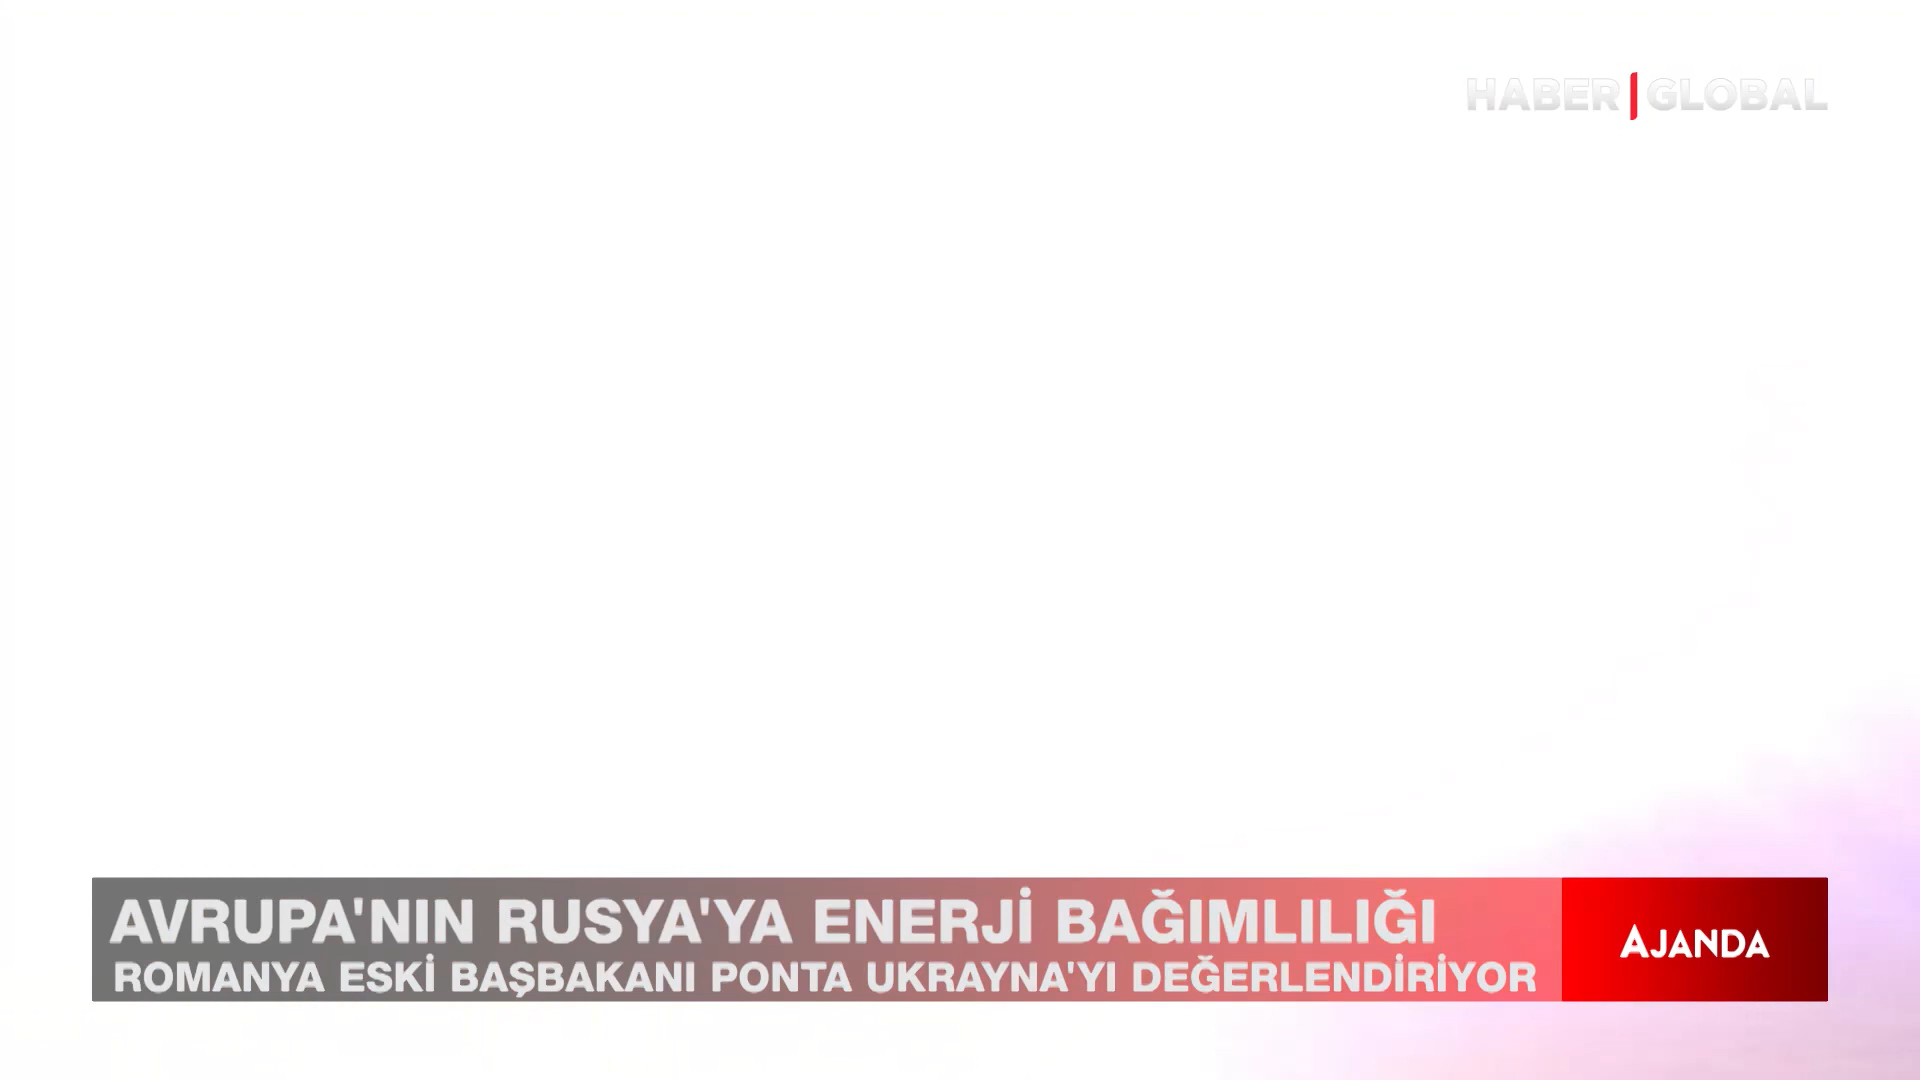 HABER GLOBAL
AVRUPA'NIN RUSYA'YA ENERJİ BAĞIMLILIĞI
ROMANYA ESKİ BAŞBAKANI PONTA UKRAYNA'YI DEĞERLENDİRİYOR
AJANDA